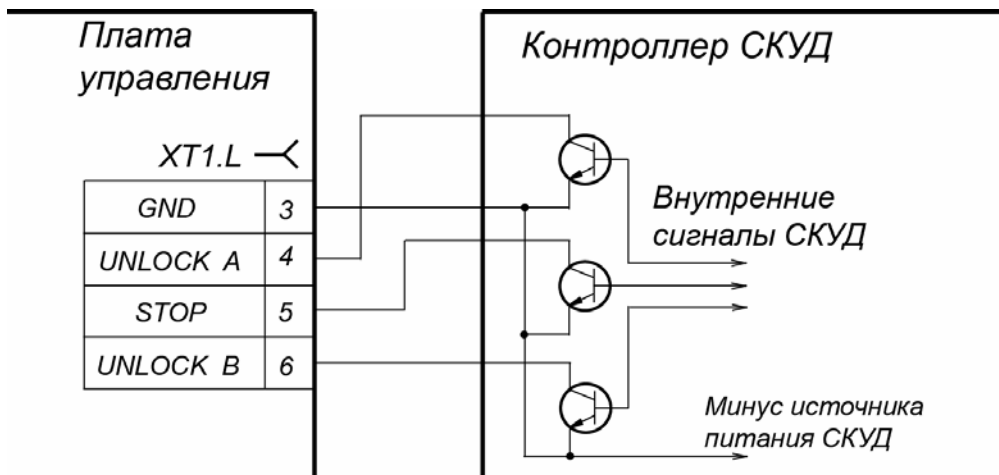 Плата
управления
Контроллер СКУД
XT1.L
GND 3
UNLOCK A 4
STOP 5
UNLOCK B 6
Внутренние
сигналы СКУД
Минус источника
питания СКУД